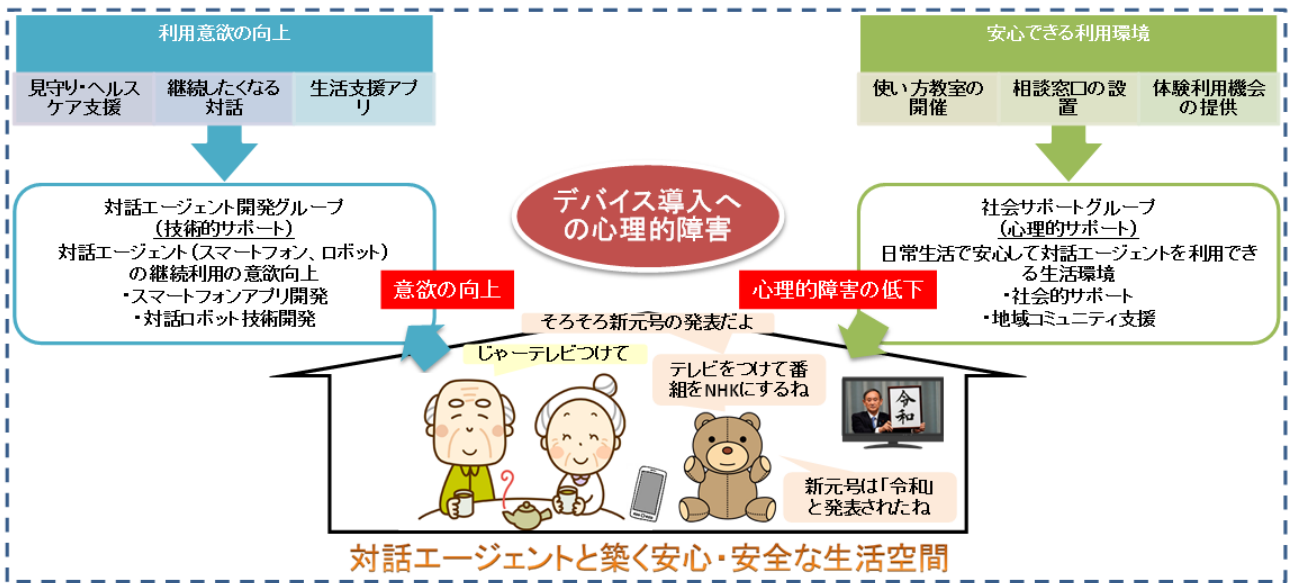 利用意欲の向上
見守り・ヘルス
ケア支援
継続したくなる
対話
生活支援アプ
リ
安心できる利用環境
使い方教室の
開催
相談窓口の設
置
体験利用機会
の提供
対話エージェント開発グループ
(技術的サポート)
対話エージェント(スマートフォン、ロボット)
の継続利用の意欲向上
・スマートフォンアプリ開発
・対話ロボット技術開発
デバイス導入へ
の心理的障害
社会サポートグループ
(心理的サポート)
日常生活で安心して対話エージェントを利用でき
る生活環境
・社会的サポート
・地域コミュニティ支援
意欲の向上
心理的障害の低下
そろそろ新元号の発表だよ
じゃーテレビつけて
テレビをつけて番
組をNHKにするね
令和
新元号は「令和」
と発表されたね
対話エージェントと築く安心・安全な生活空間